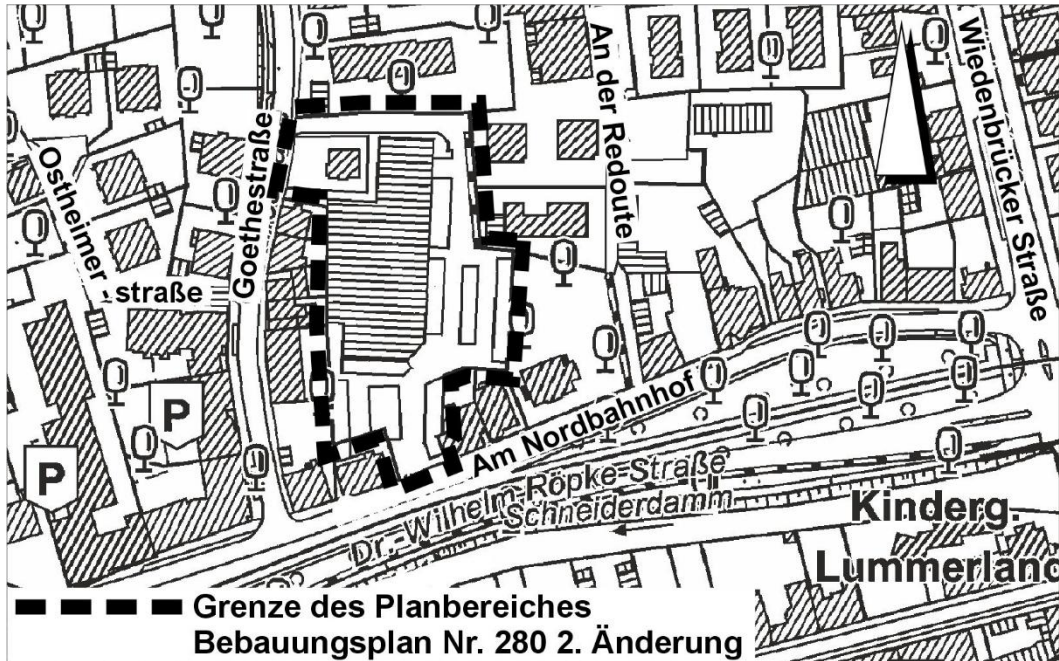 An der Redoute
Wiedenbrücker Straße
Goethestraße
Ostheimer
straße
P
P
Am Nordbahnhof
Dr.-Wilhelm Röpke-Straße
Schneiderdamm
Kinderg.
Lummerland
Grenze des Planbereiches
Bebauungsplan Nr. 280 2. Änderung